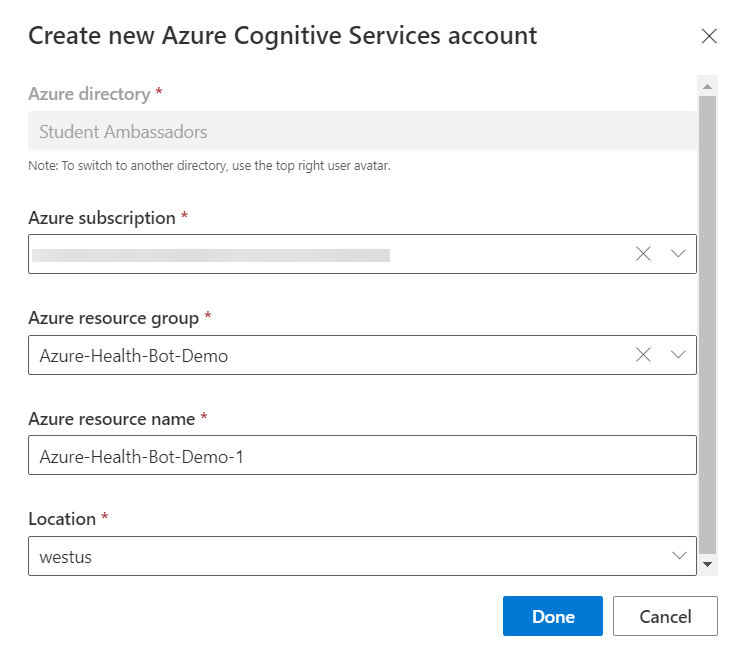 Create new Azure Cognitive Services account
Azure directory *
Student Ambassadors
Note: To switch to another directory, use the top right user avatar.
Azure subscription *
Azure resource group *
Azure-Health-Bot-Demo
Azure resource name *
Azure-Health-Bot-Demo-1
Location *
westus
Done Cancel